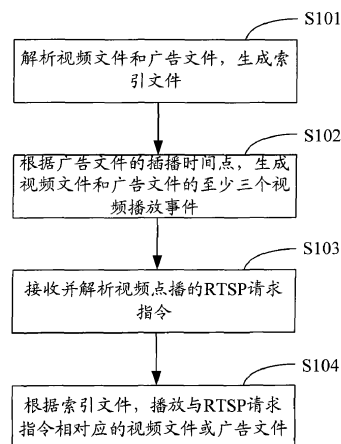 S101
解析视频文件和广告文件，生成索
引文件
S102
根据广告文件的插播时间点，生成
视频文件和广告文件的至少三个视
频播放事件
S103
接收并解析视频点播的RTSP请求
指令
S104
根据索引文件，播放与RTSP请求
指令相对应的视频文件或广告文件